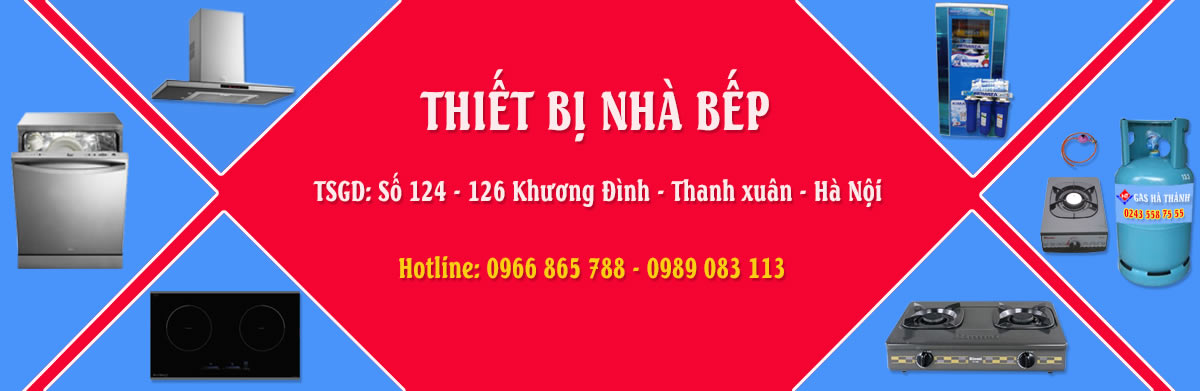 THIẾT BỊ NHÀ BẾP
TSGD: Số 124 - 126 Khương Đình - Thanh xuân - Hà Nội
Hotline: 0966 865 788 - 0989 083 113
GAS HÀ THÀNH
0243 558 75 55